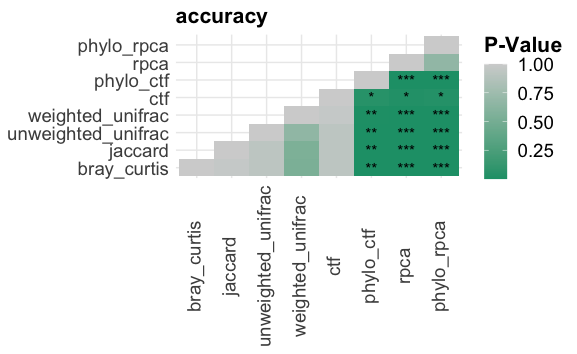 accuracy
phylo_rpca
rpca
phylo_ctf
ctf
weighted_unifrac
unweighted_unifrac
jaccard
bray_curtis
*** ***
* * *
** *** ***
** *** ***
** *** ***
** *** ***
bray_curtis
jaccard
unweighted_unifrac
weighted_unifrac
ctf
phylo_ctf
rpca
phylo_rpca
P-Value
1.00
0.75
0.50
0.25